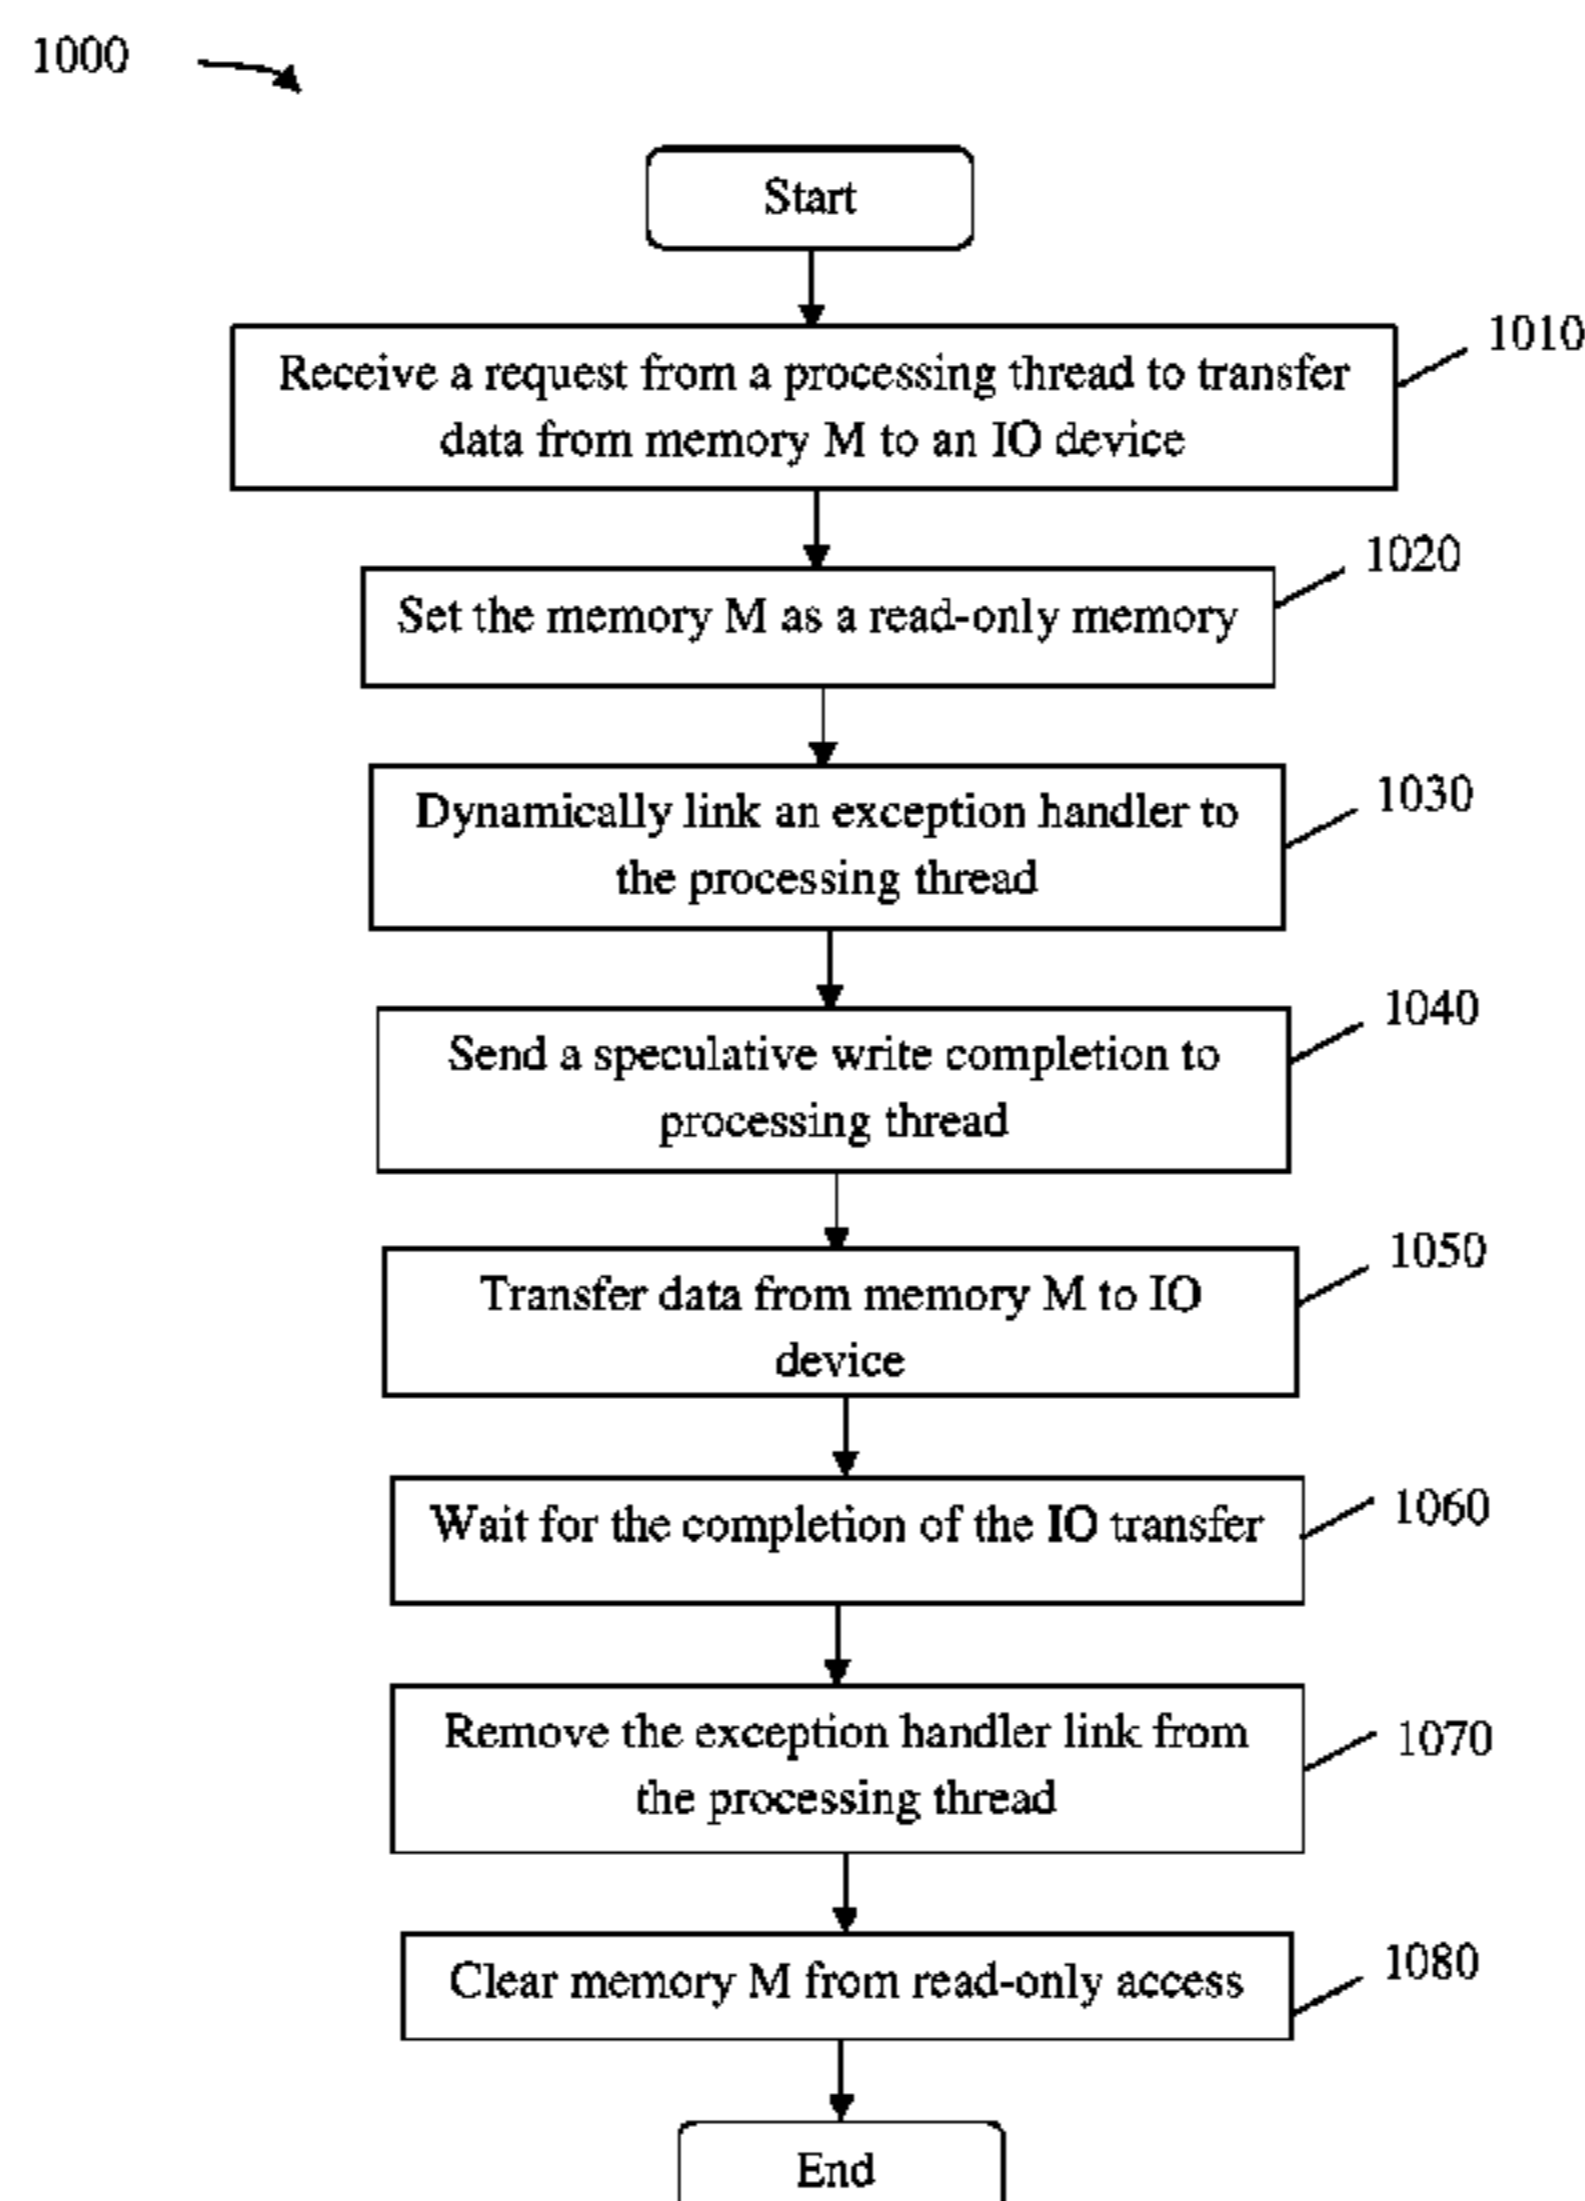 1000
Start
1010
Receive a request from a processing thread to transfer
data from memory M to an IO device
1020
Set the memory M as a read-only memory
1030
Dynamically link an exception handler to
the processing thread
1040
Send a speculative write completion to
processing thread
1050
Transfer data from memory M to IO
device
1060
Wait for the completion of the IO transfer
1070
Remove the exception handler link from
the processing thread
1080
Clear memory M from read-only access
End